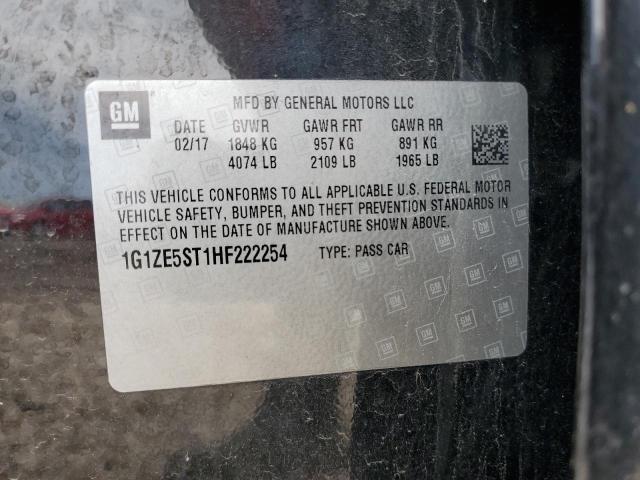 GM MFD BY GENERAL MOTORS LLC
DATE GVWR GAWR FRT GAWR RR
02/17 1848 KG 957 KG 891 KG
4074 LB 2109 LB 1965 LB
THIS VEHICLE CONFORMS TO ALL APPLICABLE U.S. FEDERAL MOTOR
VEHICLE SAFETY, BUMPER, AND THEFT PREVENTION STANDARDS IN
EFFECT ON THE DATE OF MANUFACTURE SHOWN ABOVE.
1G1ZE5ST1HF222254 TYPE: PASS CAR